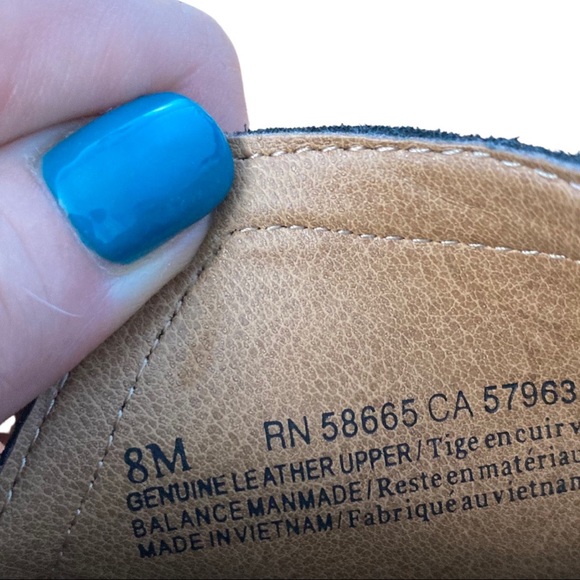 8M RN 58665 CA 57963
GENUINE LEATHER UPPER/Tige en cuir
BALANCE MANMADE/Reste en matériau
MADE IN VIETNAM/Fabriqué au vietnam